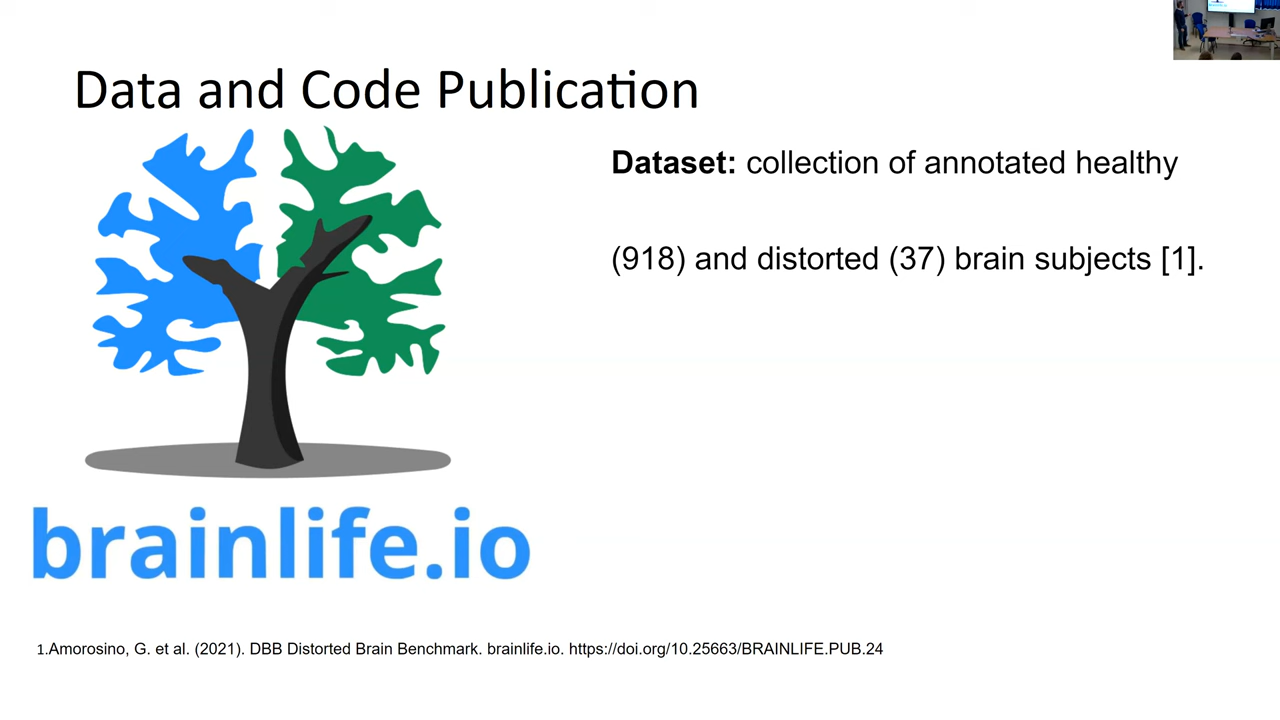 Data and Code Publication
Dataset: collection of annotated healthy
(918) and distorted (37) brain subjects [1].
brainlife.io
1.Amorosino, G. et al. (2021). DBB Distorted Brain Benchmark. brainlife.io. https://doi.org/10.25663/BRAINLIFE.PUB.24